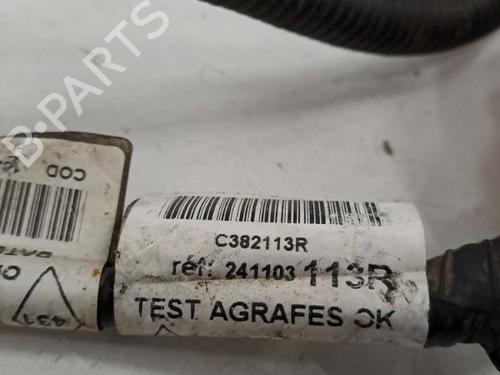 B-PARTS
COD
C382113R
réf: 241103 113R
TEST AGRAFES OK